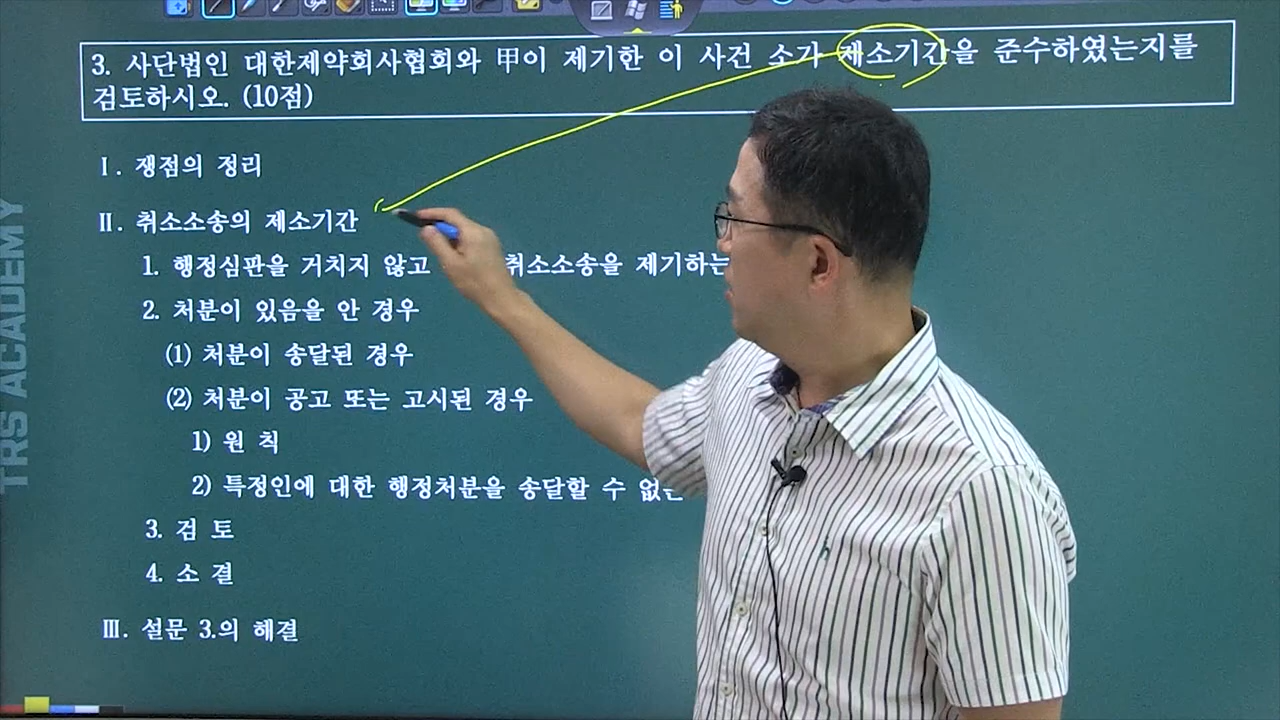 3. 사단법인 대한제약회사협회와 甲이 제기한 이 사건 소가 제소기간을 준수하였는지를
검토하시오. (10점)
Ⅰ. 쟁점의 정리
Ⅱ. 취소소송의 제소기간
1. 행정심판을 거치지 않고 취소소송을 제기하는
2. 처분이 있음을 안 경우
(1) 처분이 송달된 경우
(2) 처분이 공고 또는 고시된 경우
1) 원 칙
2) 특정인에 대한 행정처분을 송달할 수 없는
3. 검 토
4. 소 결
Ⅲ. 설문 3.의 해결
TRS ACADEMY